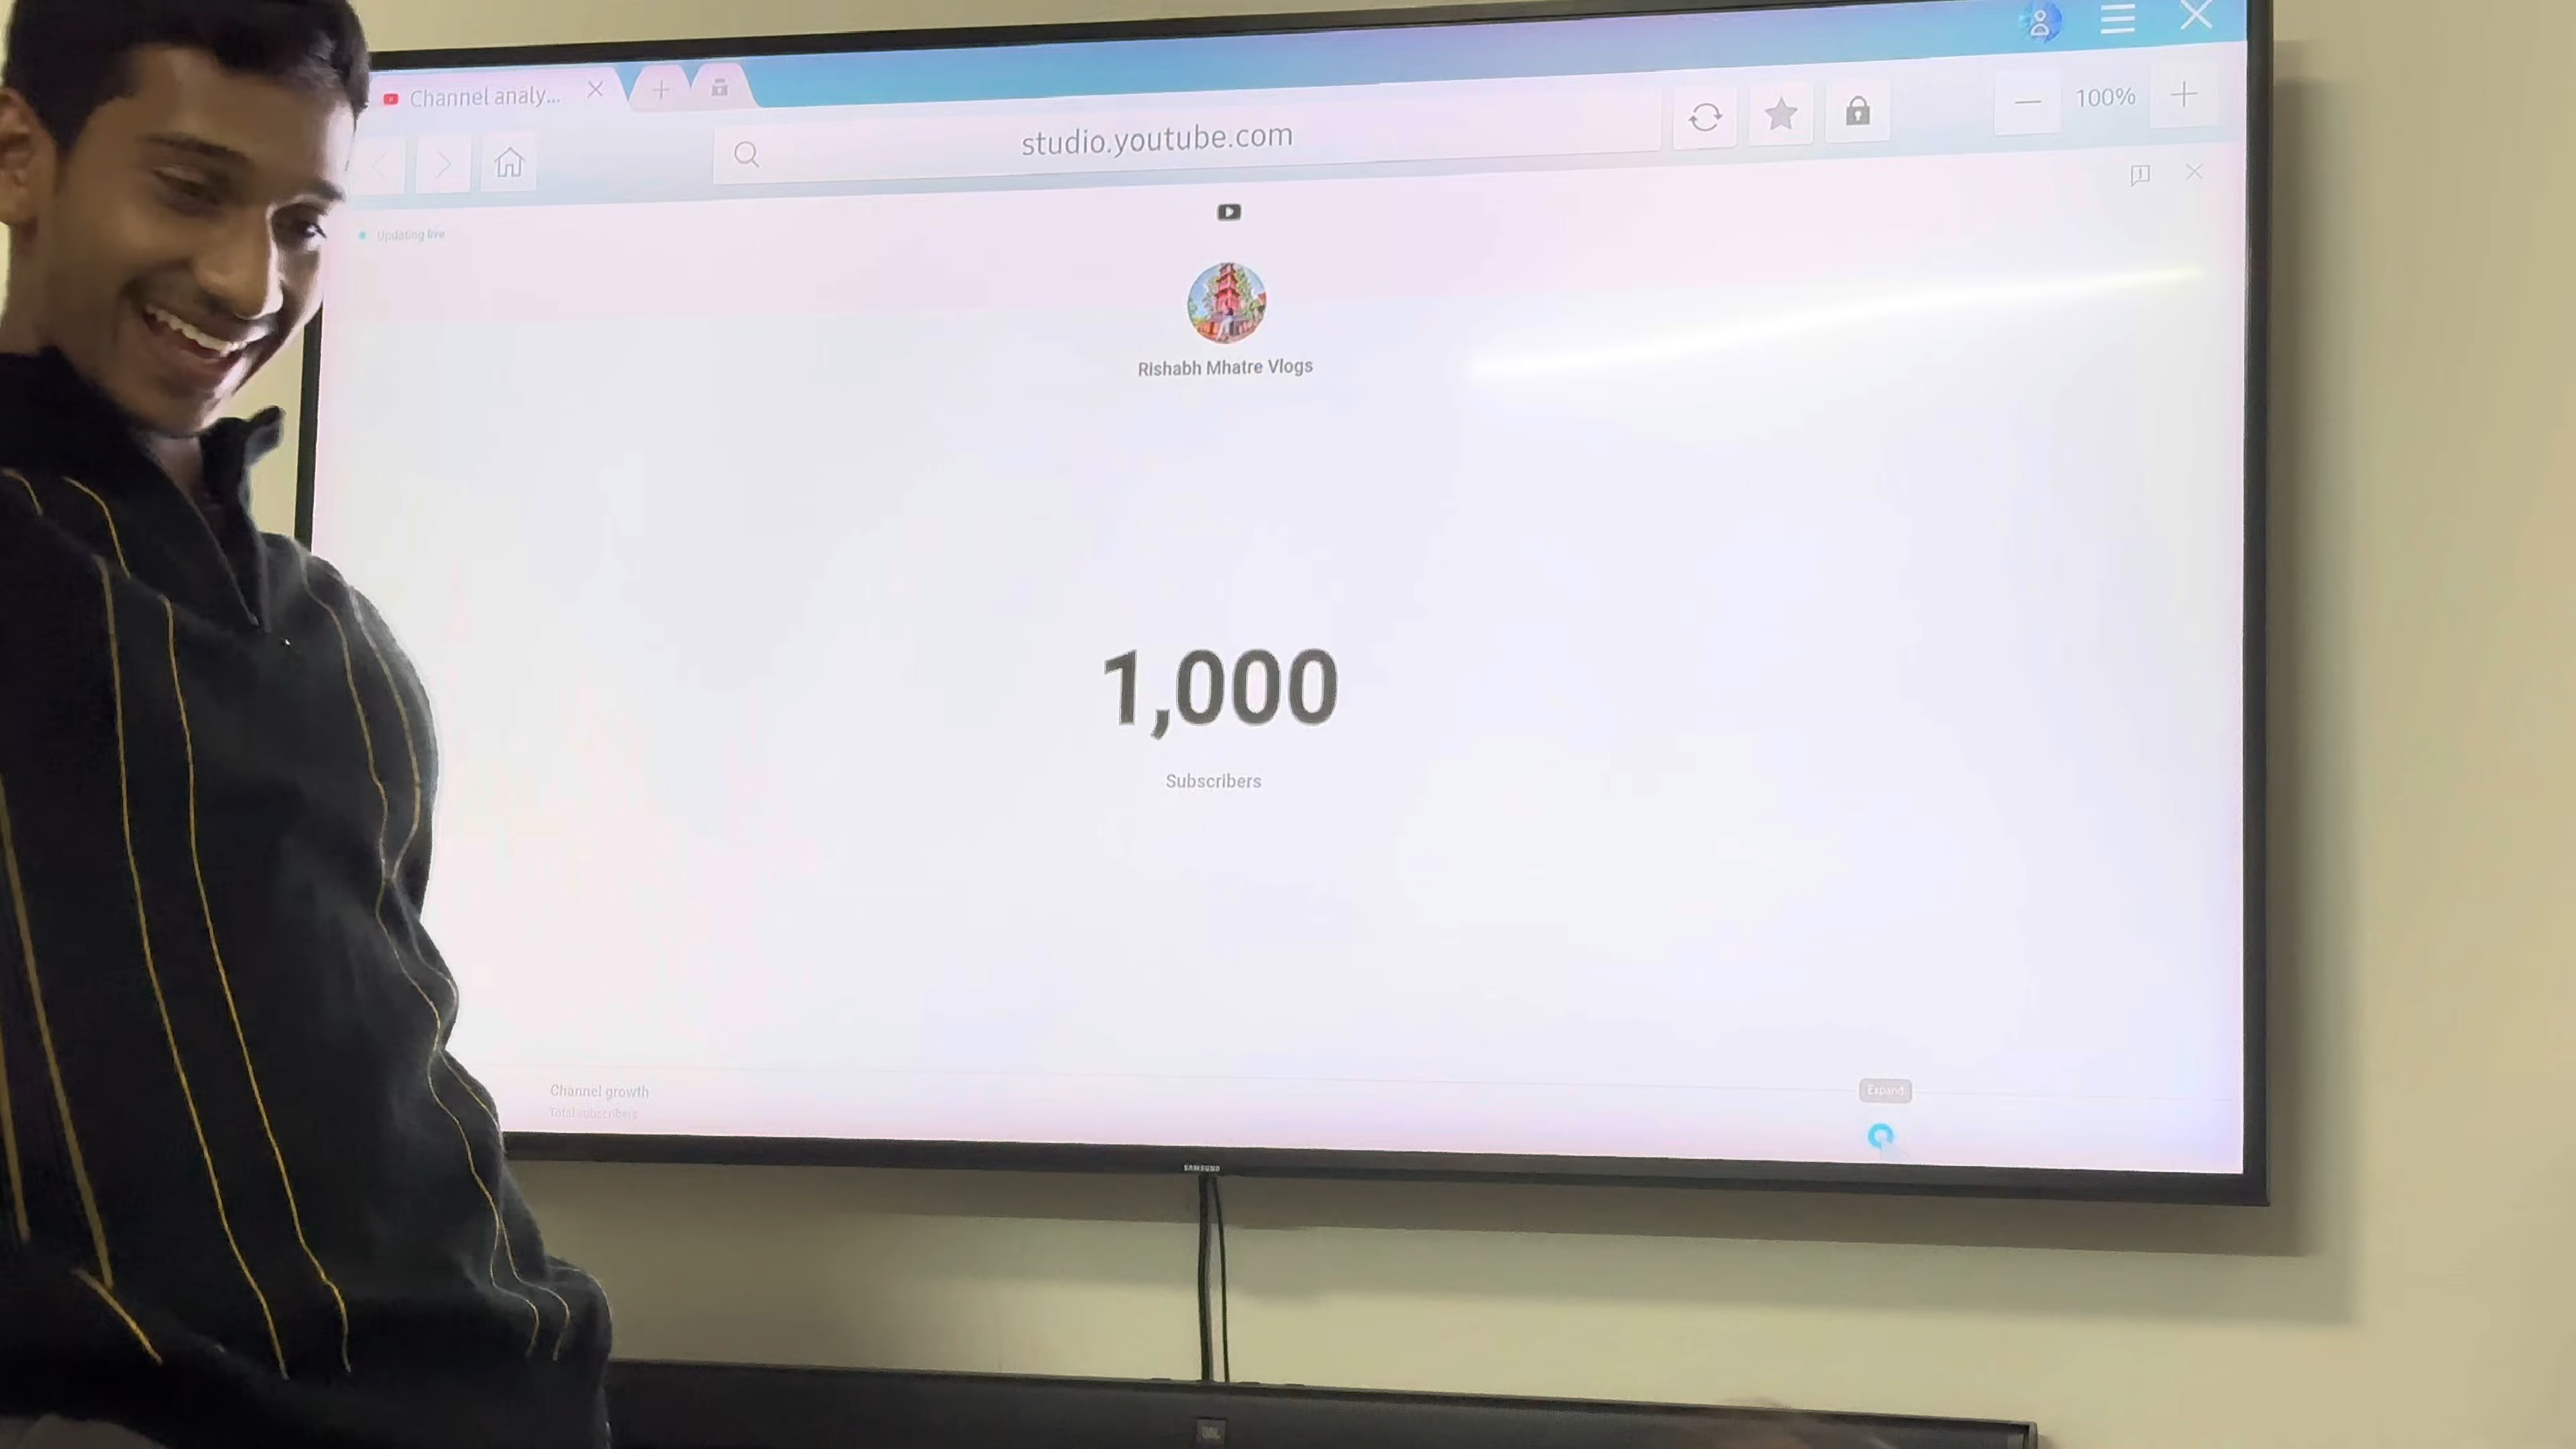 Channel analy...
100%
studio.youtube.com
Updating live
Rishabh Mhatre Vlogs
1,000
Subscribers
Channel growth
Total subscribers
Expand
SAMSUNG
JBL